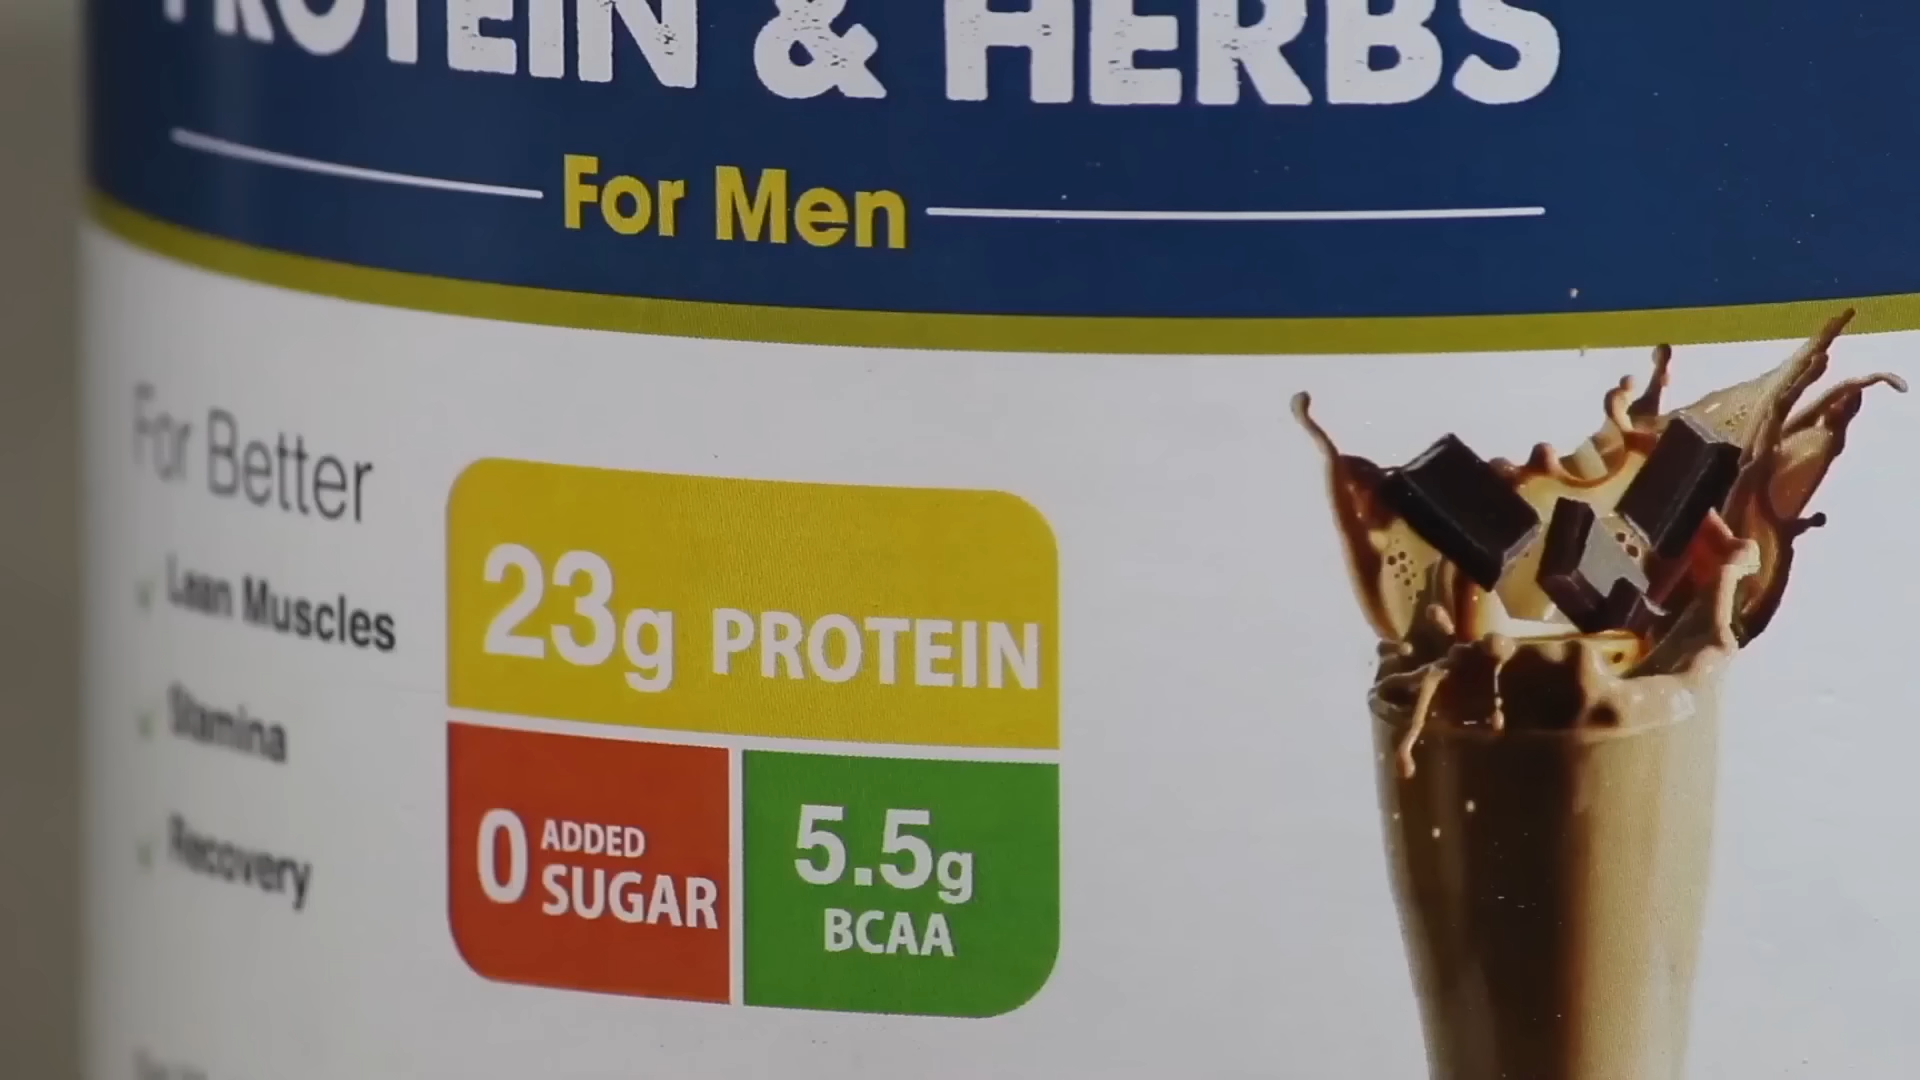 PROTEIN & HERBS
For Men
For Better
Lean Muscles
Stamina
Recovery
23g PROTEIN
0 ADDED SUGAR
5.5g
BCAA